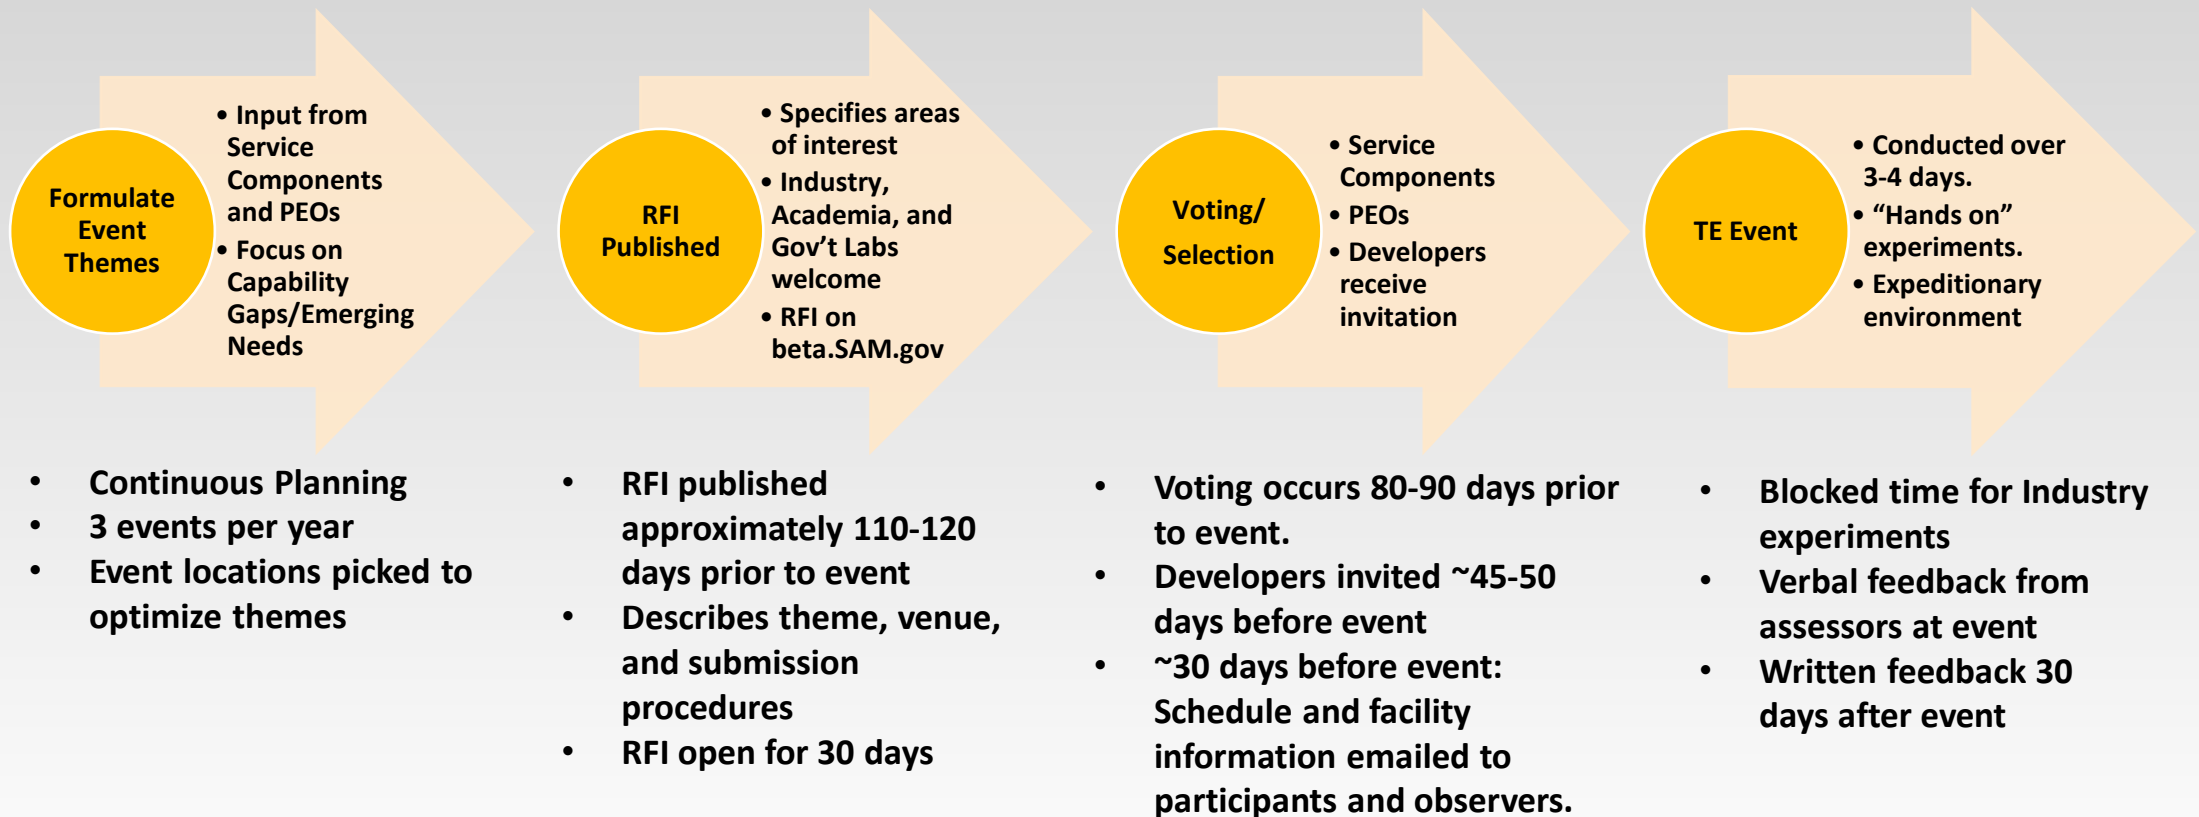 Formulate
Event
Themes
• Input from
Service
Components
and PEOs
• Focus on
Capability
Gaps/Emerging
Needs
RFI
Published
• Specifies areas
of interest
• Industry,
Academia, and
Gov’t Labs
welcome
• RFI on
beta.SAM.gov
Voting/
Selection
• Service
Components
• PEOs
• Developers
receive
invitation
TE Event
• Conducted over
3-4 days.
• “Hands on”
experiments.
• Expeditionary
environment
• Continuous Planning
• 3 events per year
• Event locations picked to
optimize themes
• RFI published
approximately 110-120
days prior to event
• Describes theme, venue,
and submission
procedures
• RFI open for 30 days
• Voting occurs 80-90 days prior
to event.
• Developers invited ~45-50
days before event
• ~30 days before event:
Schedule and facility
information emailed to
participants and observers.
• Blocked time for Industry
experiments
• Verbal feedback from
assessors at event
• Written feedback 30
days after event